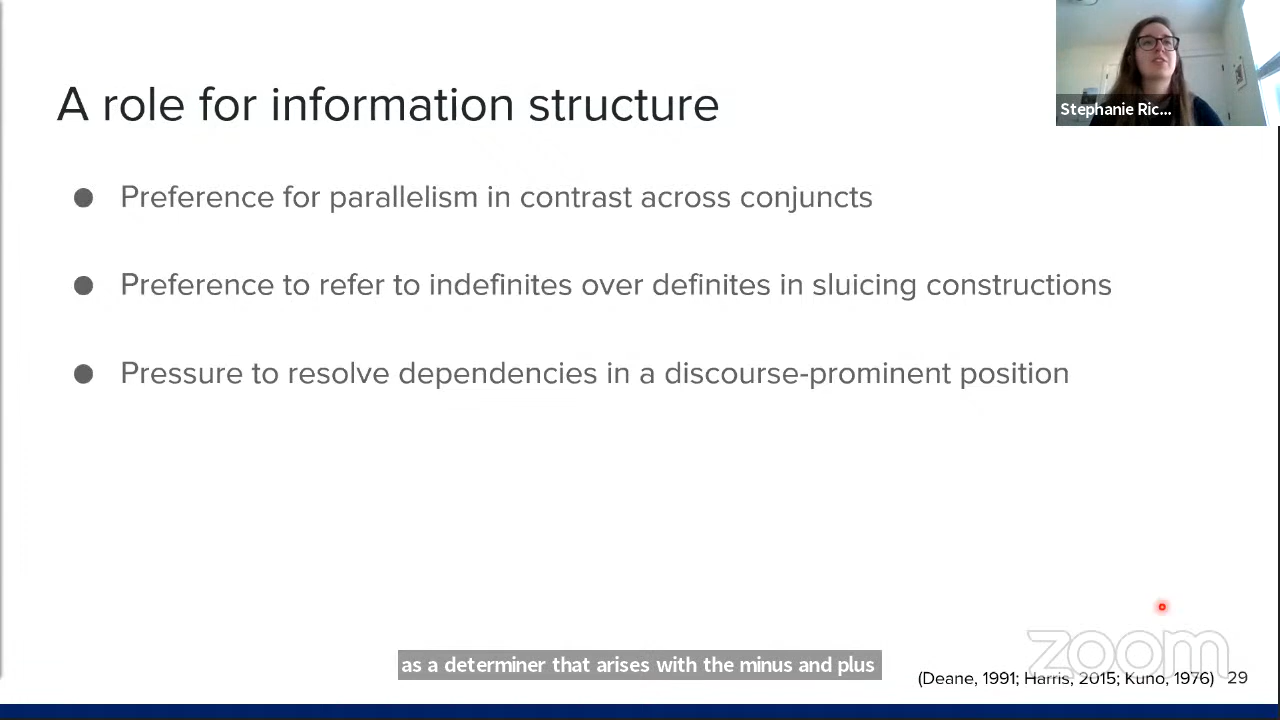 Stephanie Ric...
A role for information structure
● Preference for parallelism in contrast across conjuncts
● Preference to refer to indefinites over definites in sluicing constructions
● Pressure to resolve dependencies in a discourse-prominent position
as a determiner that arises with the minus and plus
zoom
(Deane, 1991; Harris, 2015; Kuno, 1976) 29